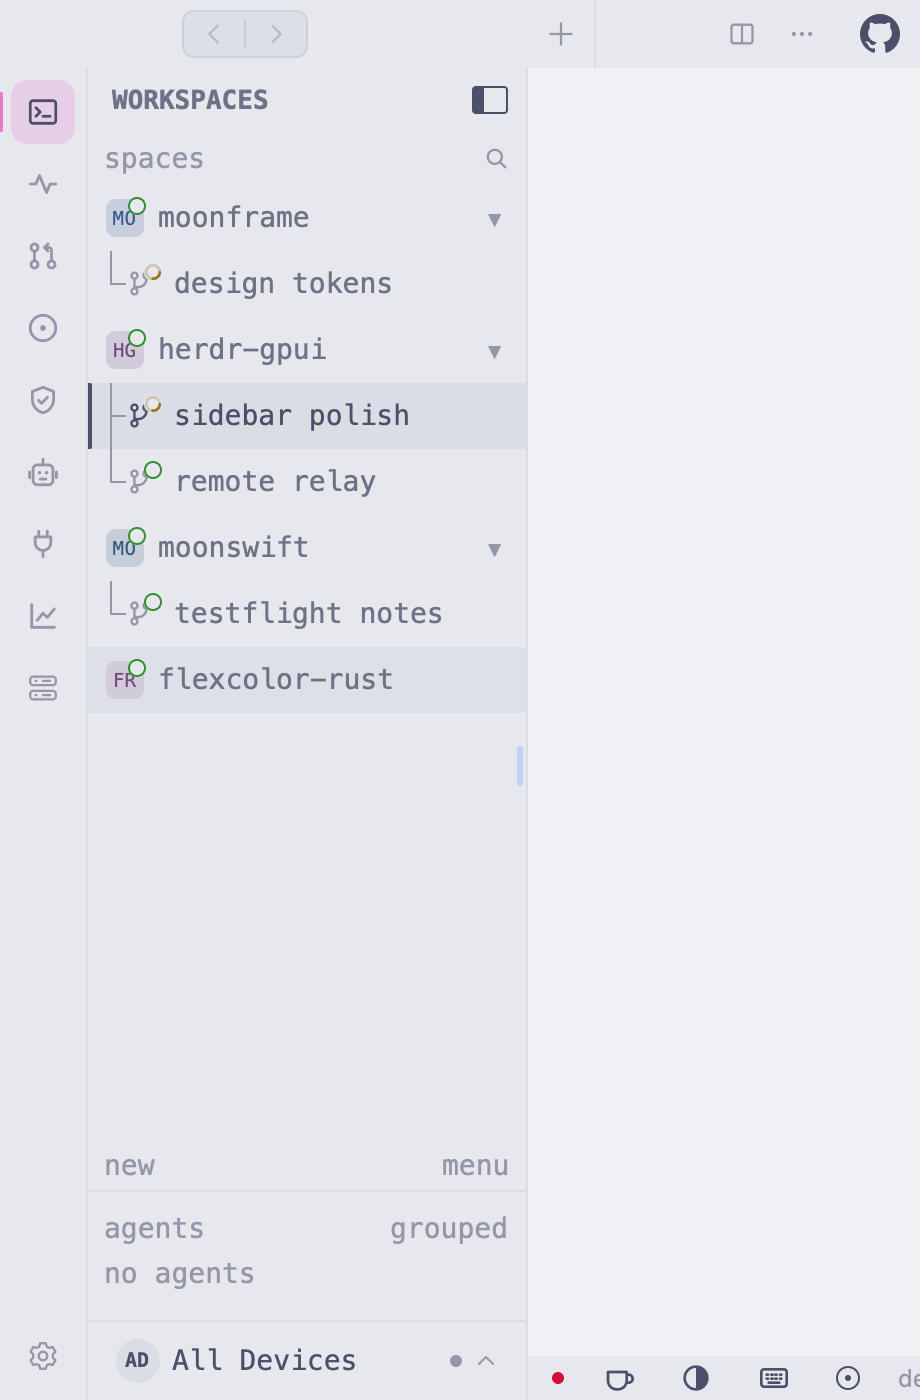 WORKSPACES
spaces
MO moonframe
design tokens
HG herdr-gpui
sidebar polish
remote relay
MO moonswift
testflight notes
FR flexcolor-rust
new menu
agents grouped
no agents
AD All Devices